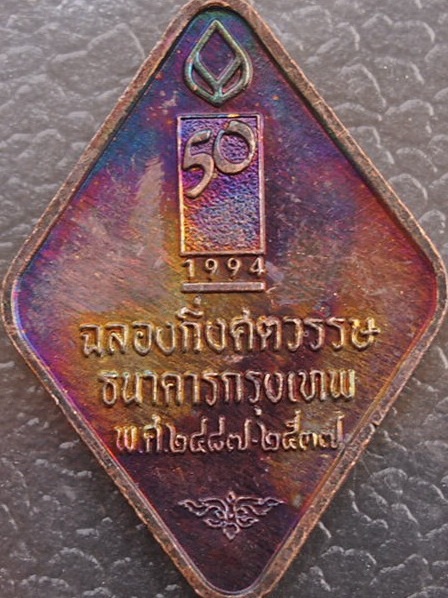 50
1994
ฉลองกึ่งศตวรรษ
ธนาคารกรุงเทพ
พ.ศ.๒๔๘๗-๒๕๓๗